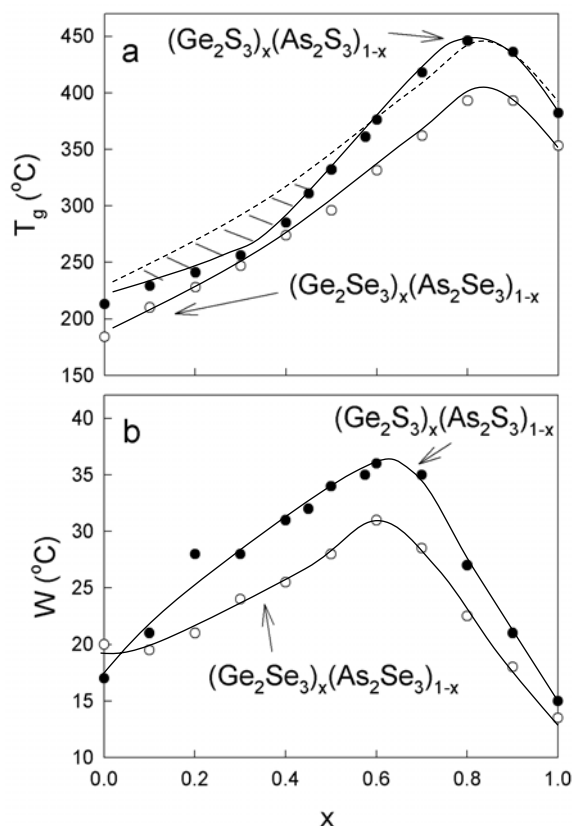 a
(Ge₂S₃)ₓ(As₂S₃)₁₋ₓ
450
400
350
300
250
200
150
T_g (°C)
(Ge₂Se₃)ₓ(As₂Se₃)₁₋ₓ
b
(Ge₂S₃)ₓ(As₂S₃)₁₋ₓ
40
35
30
25
20
15
10
W (°C)
(Ge₂Se₃)ₓ(As₂Se₃)₁₋ₓ
0.0 0.2 0.4 0.6 0.8 1.0
x